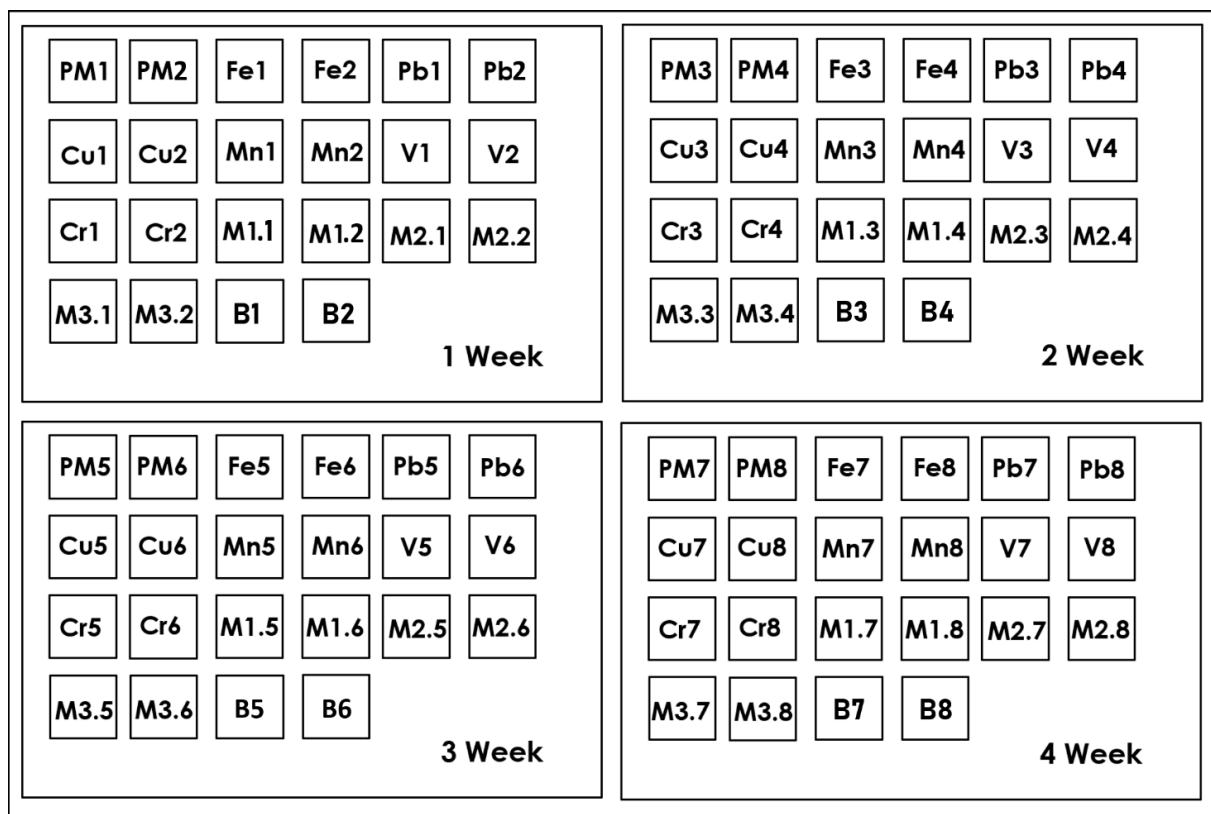 PM1 PM2 Fe1 Fe2 Pb1 Pb2
Cu1 Cu2 Mn1 Mn2 V1 V2
Cr1 Cr2 M1.1 M1.2 M2.1 M2.2
M3.1 M3.2 B1 B2
1 Week
PM3 PM4 Fe3 Fe4 Pb3 Pb4
Cu3 Cu4 Mn3 Mn4 V3 V4
Cr3 Cr4 M1.3 M1.4 M2.3 M2.4
M3.3 M3.4 B3 B4
2 Week
PM5 PM6 Fe5 Fe6 Pb5 Pb6
Cu5 Cu6 Mn5 Mn6 V5 V6
Cr5 Cr6 M1.5 M1.6 M2.5 M2.6
M3.5 M3.6 B5 B6
3 Week
PM7 PM8 Fe7 Fe8 Pb7 Pb8
Cu7 Cu8 Mn7 Mn8 V7 V8
Cr7 Cr8 M1.7 M1.8 M2.7 M2.8
M3.7 M3.8 B7 B8
4 Week